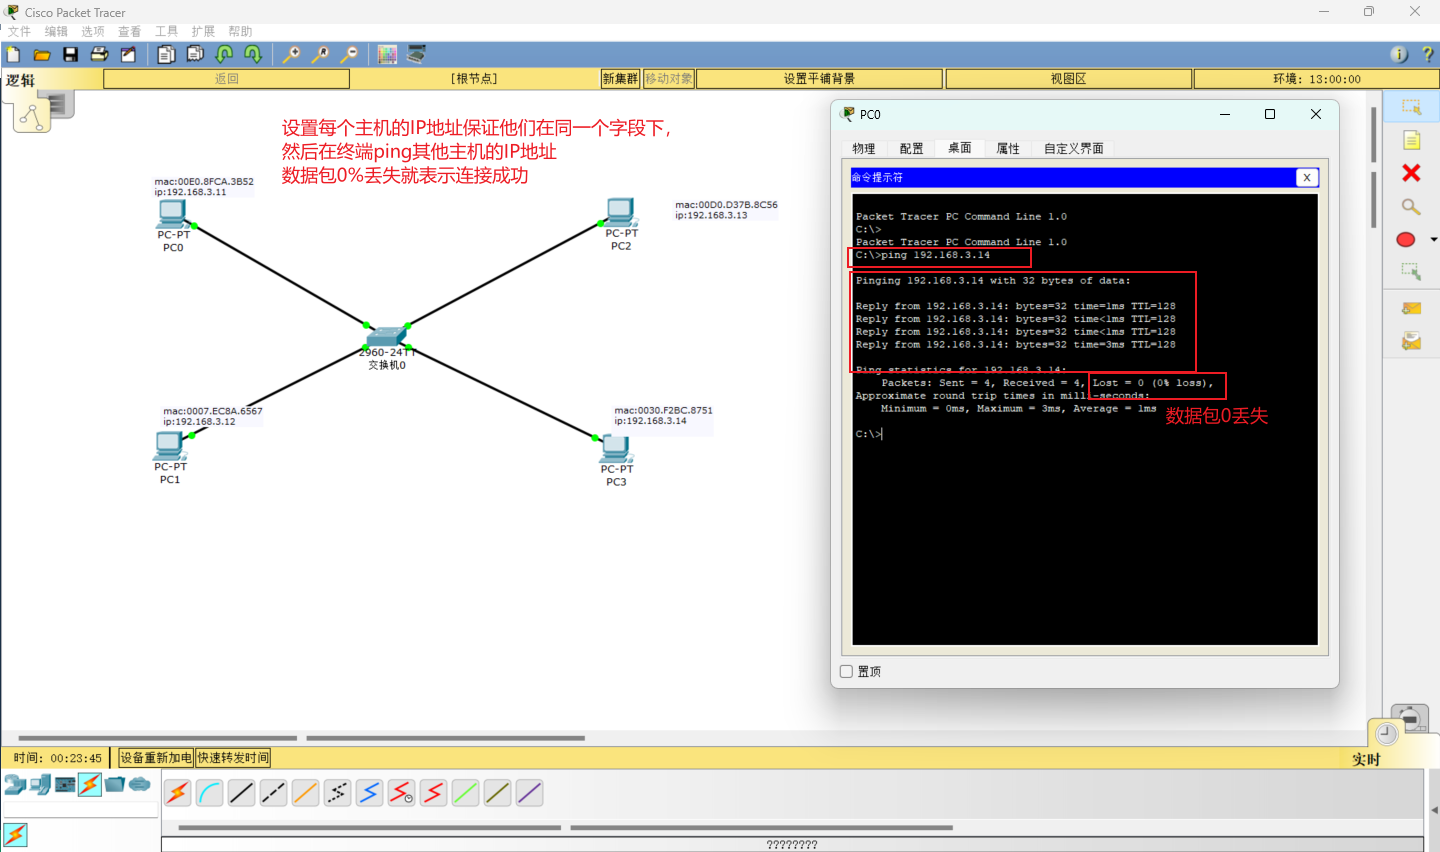 Cisco Packet Tracer
文件 编辑 选项 查看 工具 扩展 帮助
逻辑 返回 [根节点] 新集群 移动对象 设置平铺背景 视图区 环境: 13:00:00
设置每个主机的IP地址保证他们在同一个字段下，
然后在终端ping其他主机的IP地址
数据包0%丢失就表示连接成功
mac:00E0.8FCA.3B52
ip:192.168.3.11
PC-PT
PC0
mac:00D0.D37B.8C56
ip:192.168.3.13
PC-PT
PC2
2960-24TT
交换机0
mac:0007.EC8A.6567
ip:192.168.3.12
PC-PT
PC1
mac:0030.F2BC.8751
ip:192.168.3.14
PC-PT
PC3
PC0
物理 配置 桌面 属性 自定义界面
命令提示符 X
Packet Tracer PC Command Line 1.0
C:\>
Packet Tracer PC Command Line 1.0
C:\>ping 192.168.3.14
Pinging 192.168.3.14 with 32 bytes of data:
Reply from 192.168.3.14: bytes=32 time=1ms TTL=128
Reply from 192.168.3.14: bytes=32 time<1ms TTL=128
Reply from 192.168.3.14: bytes=32 time<1ms TTL=128
Reply from 192.168.3.14: bytes=32 time=3ms TTL=128
Ping statistics for 192.168.3.14:
Packets: Sent = 4, Received = 4, Lost = 0 (0% loss),
Approximate round trip times in milli-seconds:
Minimum = 0ms, Maximum = 3ms, Average = 1ms
数据包0丢失
C:\>
置顶
时间: 00:23:45 设备重新加电 快速转发时间 实时
????????